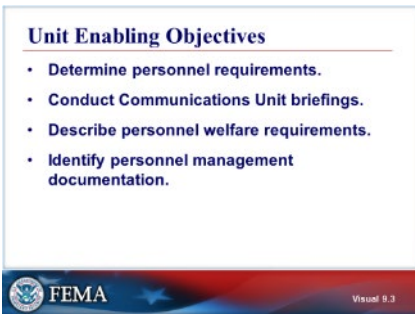 Unit Enabling Objectives
• Determine personnel requirements.
• Conduct Communications Unit briefings.
• Describe personnel welfare requirements.
• Identify personnel management
documentation.
FEMA
Visual 9.3